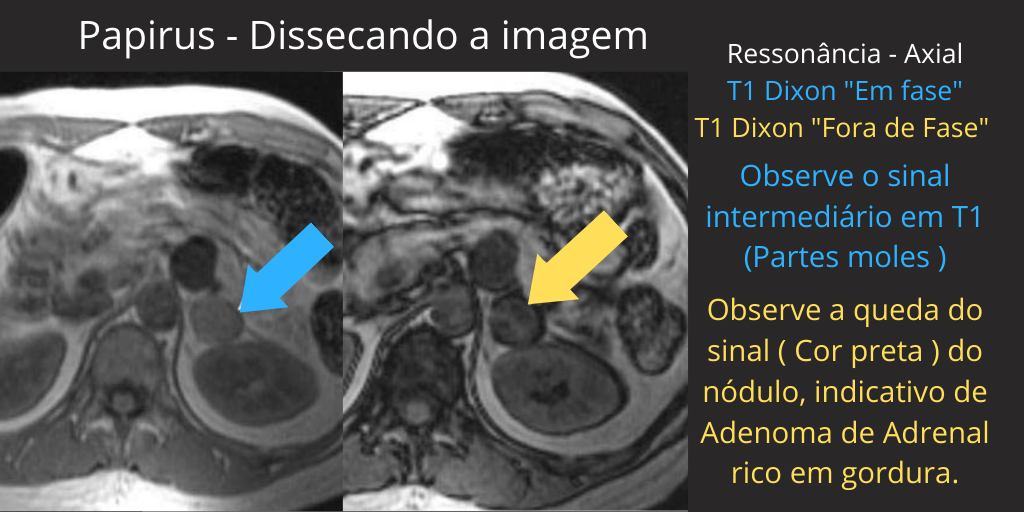 Papirus - Dissecando a imagem
Ressonância - Axial
T1 Dixon "Em fase"
T1 Dixon "Fora de Fase"
Observe o sinal
intermediário em T1
(Partes moles )
Observe a queda do
sinal ( Cor preta ) do
nódulo, indicativo de
Adenoma de Adrenal
rico em gordura.